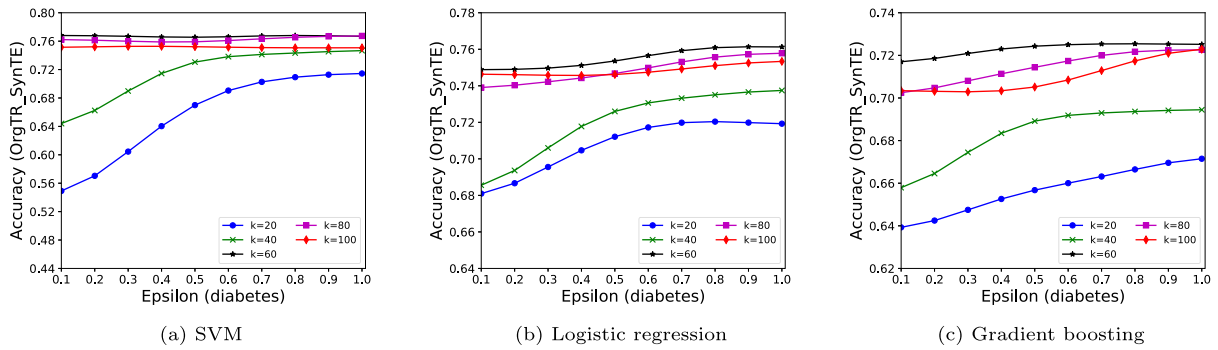 0.80
0.76
0.72
0.68
0.64
0.60
0.56
0.52
0.48
0.44
Accuracy (OrgTR_SynTE)
0.1 0.2 0.3 0.4 0.5 0.6 0.7 0.8 0.9 1.0
Epsilon (diabetes)
k=20 k=80
k=40 k=100
k=60
(a) SVM
0.78
0.76
0.74
0.72
0.70
0.68
0.66
0.64
Accuracy (OrgTR_SynTE)
0.1 0.2 0.3 0.4 0.5 0.6 0.7 0.8 0.9 1.0
Epsilon (diabetes)
k=20 k=80
k=40 k=100
k=60
(b) Logistic regression
0.74
0.72
0.70
0.68
0.66
0.64
0.62
Accuracy (OrgTR_SynTE)
0.1 0.2 0.3 0.4 0.5 0.6 0.7 0.8 0.9 1.0
Epsilon (diabetes)
k=20 k=80
k=40 k=100
k=60
(c) Gradient boosting